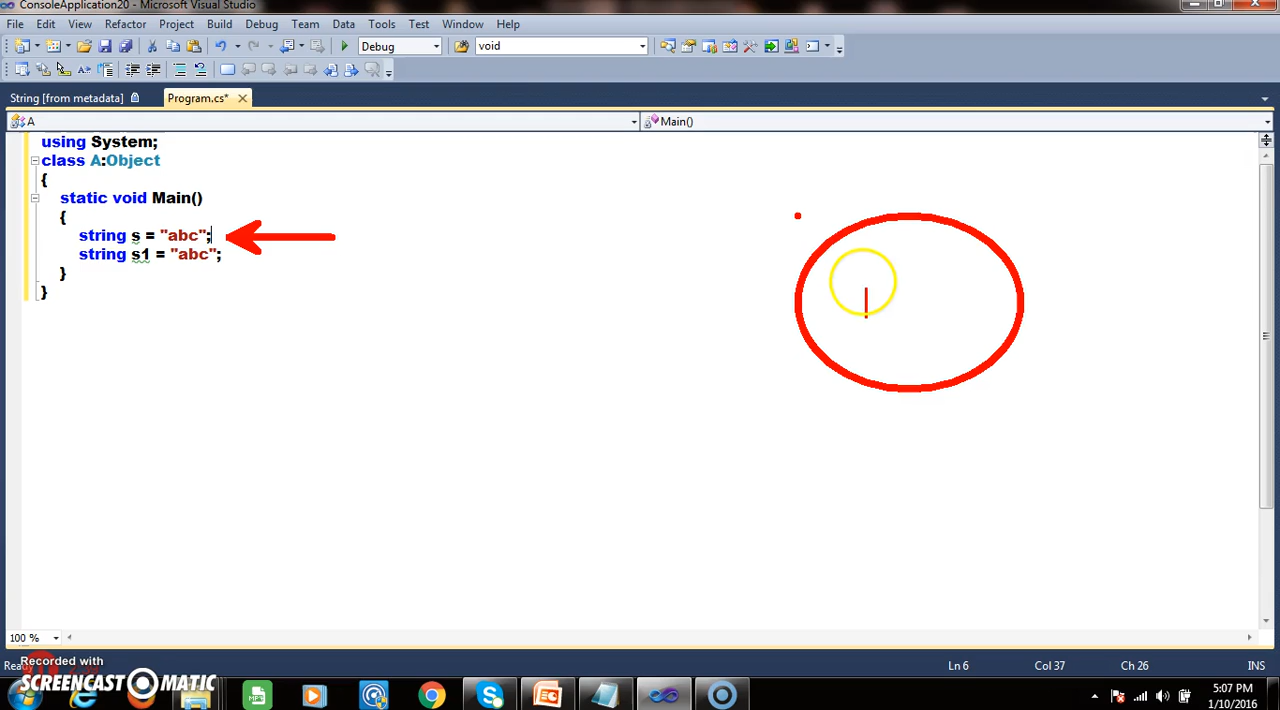 ConsoleApplication20 - Microsoft Visual Studio
File Edit View Refactor Project Build Debug Team Data Tools Test Window Help
Debug void
String [from metadata] Program.cs*
A Main()
using System;
class A:Object
{
static void Main()
{
string s = "abc";
string s1 = "abc";
}
}
100 %
Recorded with
Ready Ln 6 Col 37 Ch 26 INS
SCREENCAST MATIC
MP3
5:07 PM
1/10/2016